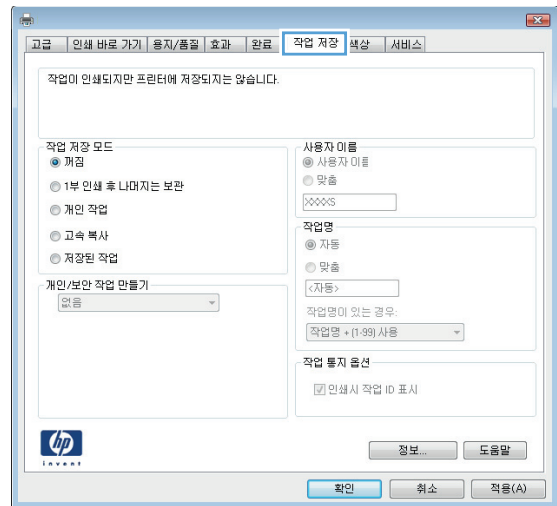 고급 인쇄 바로 가기 용지/품질 효과 완료 작업 저장 색상 서비스
작업이 인쇄되지만 프린터에 저장되지는 않습니다.
작업 저장 모드
꺼짐
1부 인쇄 후 나머지는 보관
개인 작업
고속 복사
저장된 작업
개인/보안 작업 만들기
없음
사용자 이름
사용자 이름
맞춤
XXXXS
작업명
자동
맞춤
<자동>
작업명이 있는 경우:
작업명 + (1-99) 사용
작업 통지 옵션
인쇄시 작업 ID 표시
hp
invent
정보... 도움말
확인 취소 적용(A)